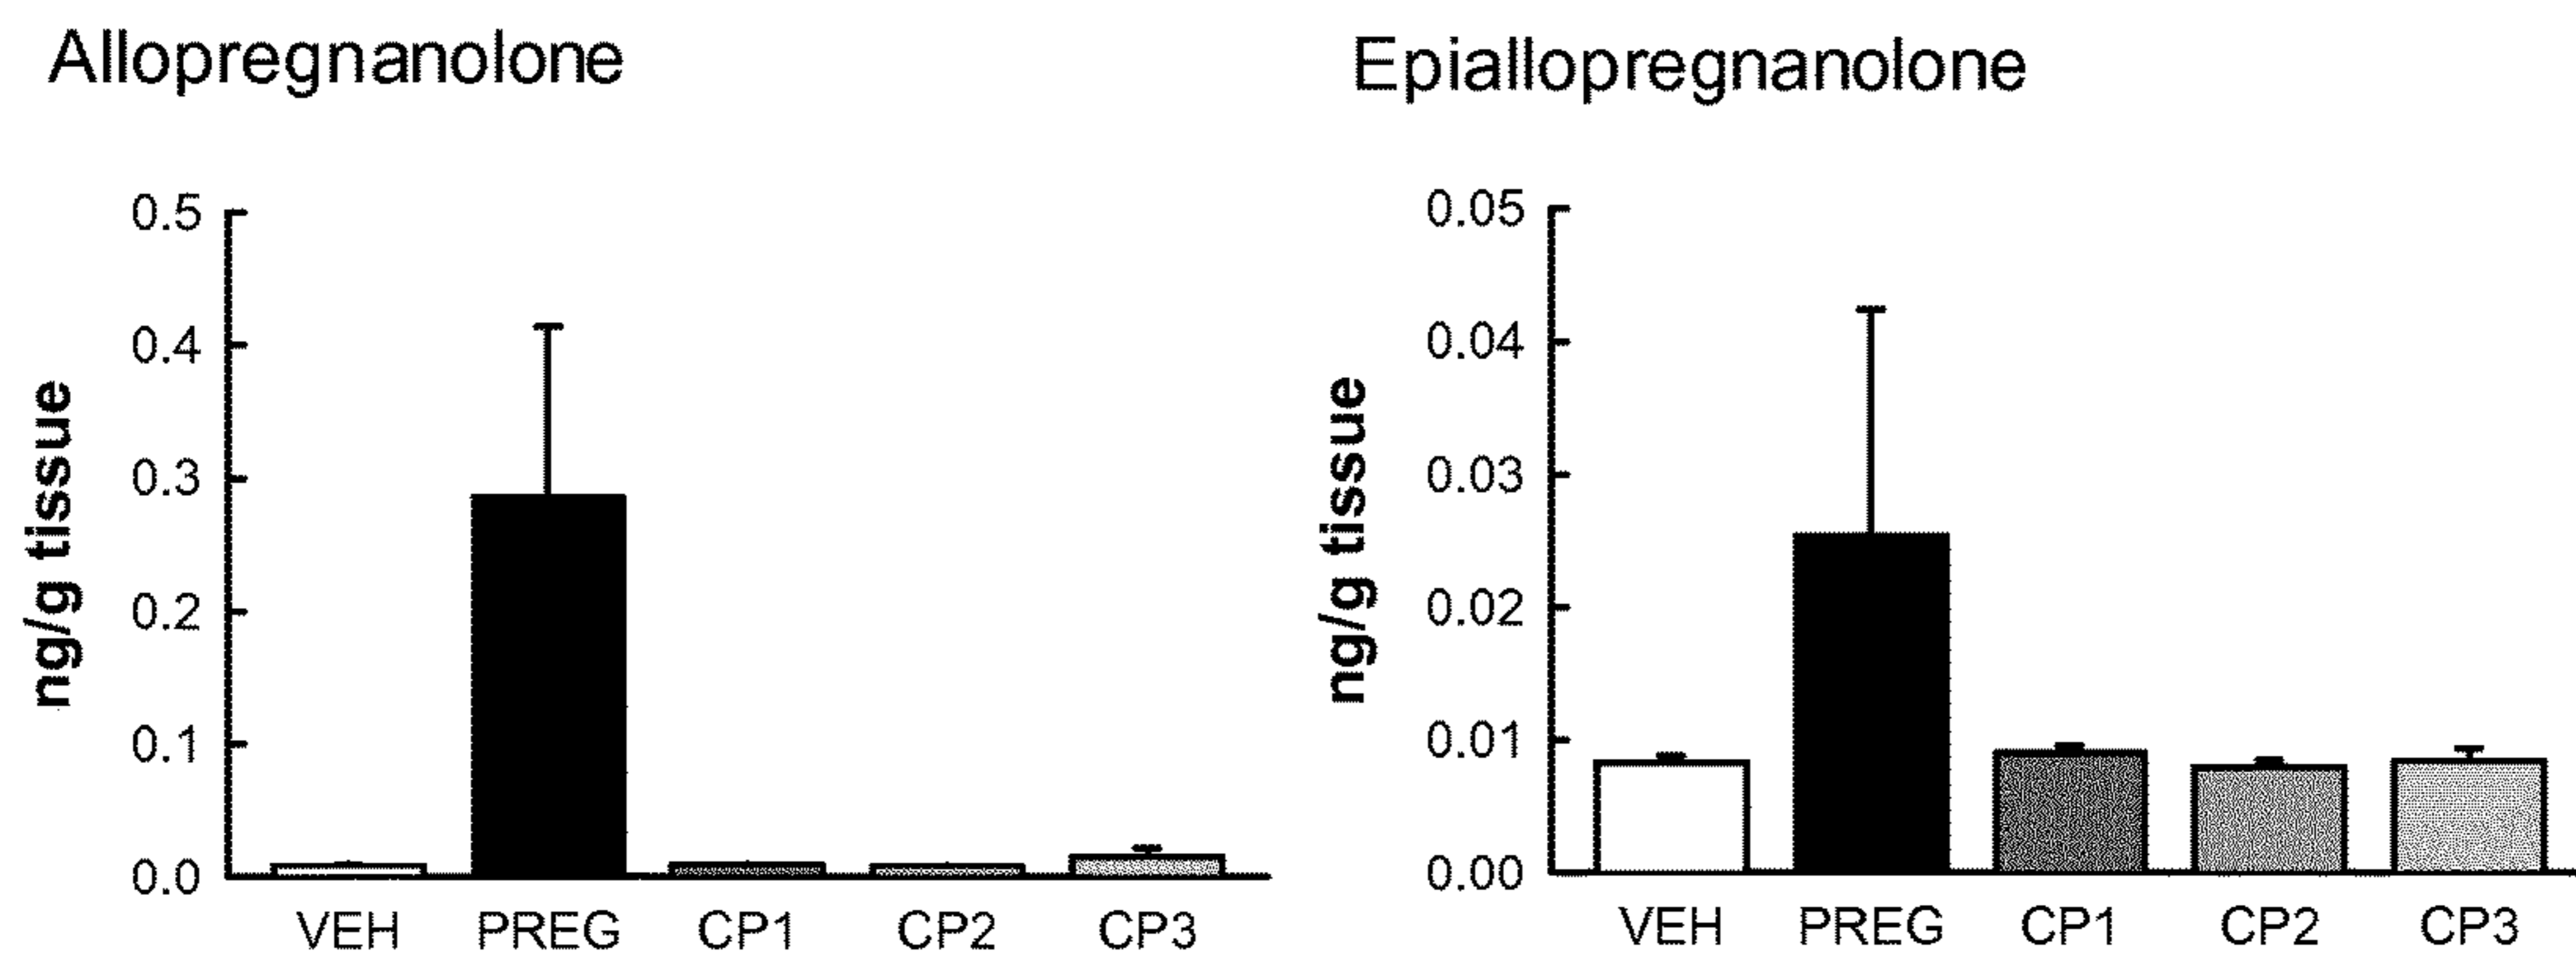 Allopregnanolone
ng/g tissue
0.5
0.4
0.3
0.2
0.1
0.0
VEH PREG CP1 CP2 CP3
Epiallopregnanolone
ng/g tissue
0.05
0.04
0.03
0.02
0.01
0.00
VEH PREG CP1 CP2 CP3